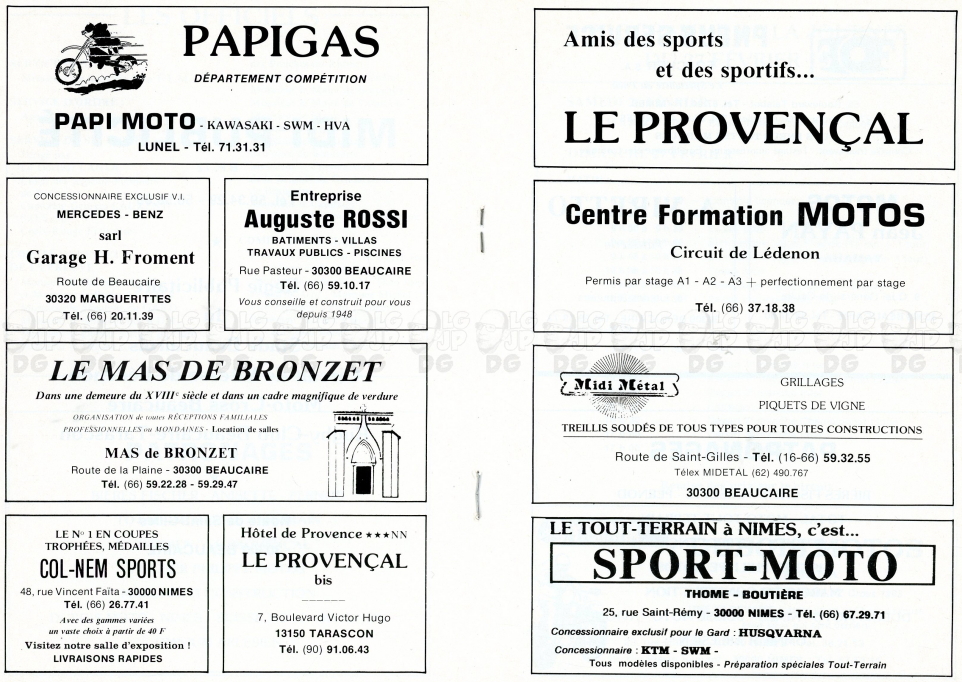 PAPIGAS
DÉPARTEMENT COMPÉTITION
PAPI MOTO - KAWASAKI - SWM - HVA
LUNEL - Tél. 71.31.31
CONCESSIONNAIRE EXCLUSIF V.I.
MERCEDES - BENZ
sarl
Garage H. Froment
Route de Beaucaire
30320 MARGUERITTES
Tél. (66) 20.11.39
Entreprise
Auguste ROSSI
BATIMENTS - VILLAS
TRAVAUX PUBLICS - PISCINES
Rue Pasteur - 30300 BEAUCAIRE
Tél. (66) 59.10.17
Vous conseille et construit pour vous
depuis 1948
LE MAS DE BRONZET
Dans une demeure du XVIIIe siècle et dans un cadre magnifique de verdure
ORGANISATION de toutes RÉCEPTIONS FAMILIALES
PROFESSIONNELLES ou MONDAINES - Location de salles
MAS de BRONZET
Route de la Plaine - 30300 BEAUCAIRE
Tél. (66) 59.22.28 - 59.29.47
LE No 1 EN COUPES
TROPHÉES, MÉDAILLES
COL-NEM SPORTS
48, rue Vincent Faïta - 30000 NIMES
Tél. (66) 26.77.41
Avec des gammes variées
un vaste choix à partir de 40 F
Visitez notre salle d'exposition !
LIVRAISONS RAPIDES
Hôtel de Provence ★★★NN
LE PROVENÇAL
bis
7, Boulevard Victor Hugo
13150 TARASCON
Tél. (90) 91.06.43
Amis des sports
et des sportifs...
LE PROVENÇAL
Centre Formation MOTOS
Circuit de Lédenon
Permis par stage A1 - A2 - A3 + perfectionnement par stage
Tél. (66) 37.18.38
Midi Métal
GRILLAGES
PIQUETS DE VIGNE
TREILLIS SOUDÉS DE TOUS TYPES POUR TOUTES CONSTRUCTIONS
Route de Saint-Gilles - Tél. (16-66) 59.32.55
Télex MIDETAL (62) 490.767
30300 BEAUCAIRE
LE TOUT-TERRAIN à NIMES, c'est...
SPORT-MOTO
THOME - BOUTIÈRE
25, rue Saint-Rémy - 30000 NIMES - Tél. (66) 67.29.71
Concessionnaire exclusif pour le Gard : HUSQVARNA
Concessionnaire : KTM - SWM -
Tous modèles disponibles - Préparation spéciales Tout-Terrain